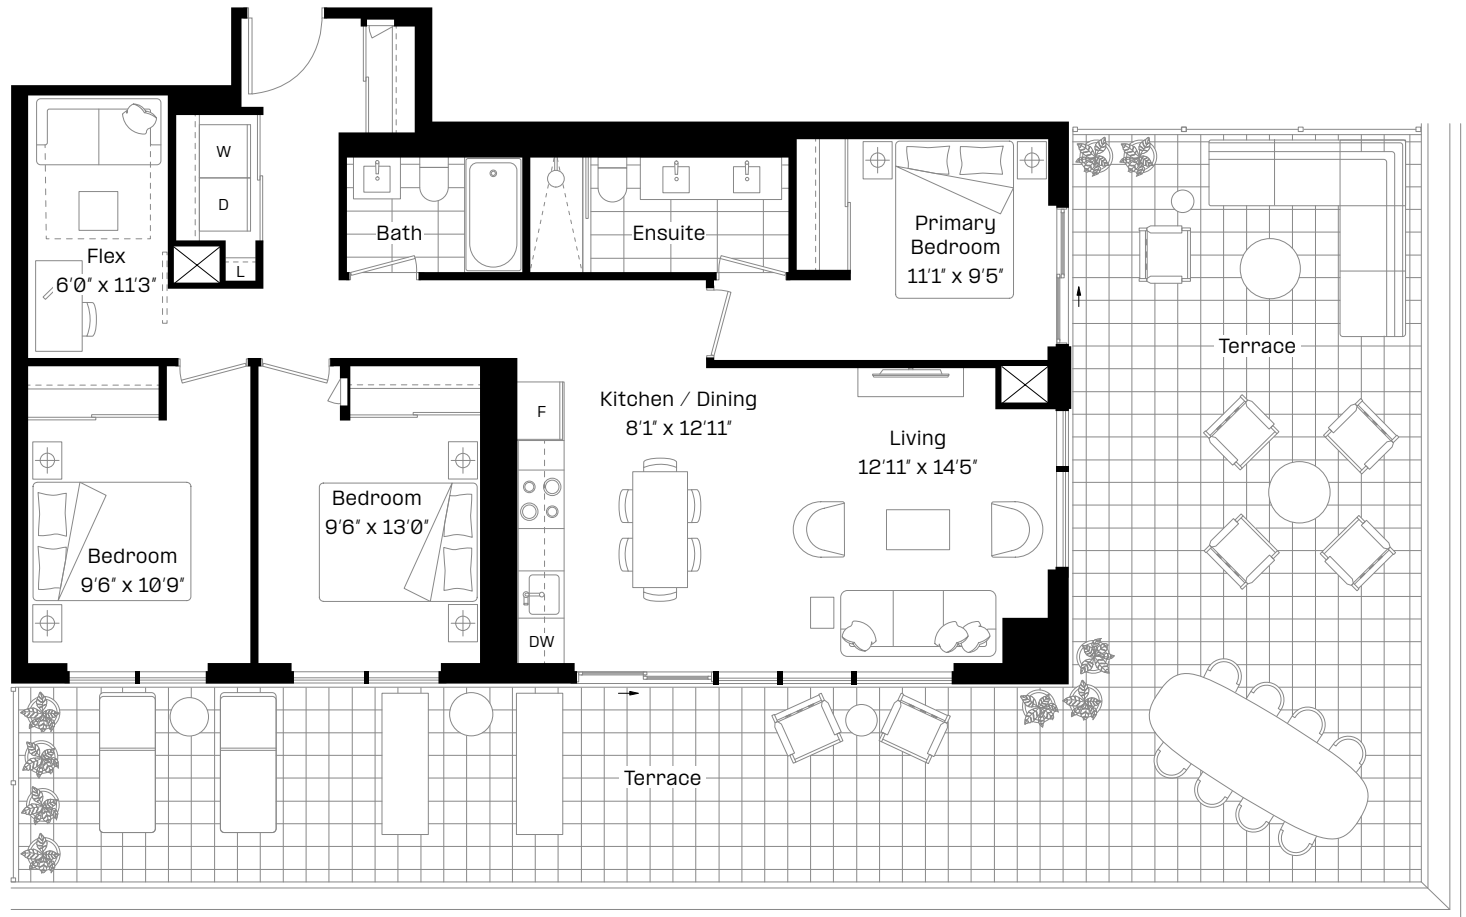 W
D
L
Flex
6'0" x 11'3"
Bath
Ensuite
Primary
Bedroom
11'1" x 9'5"
Terrace
F
Kitchen / Dining
8'1" x 12'11"
Living
12'11" x 14'5"
Bedroom
9'6" x 13'0"
Bedroom
9'6" x 10'9"
DW
Terrace